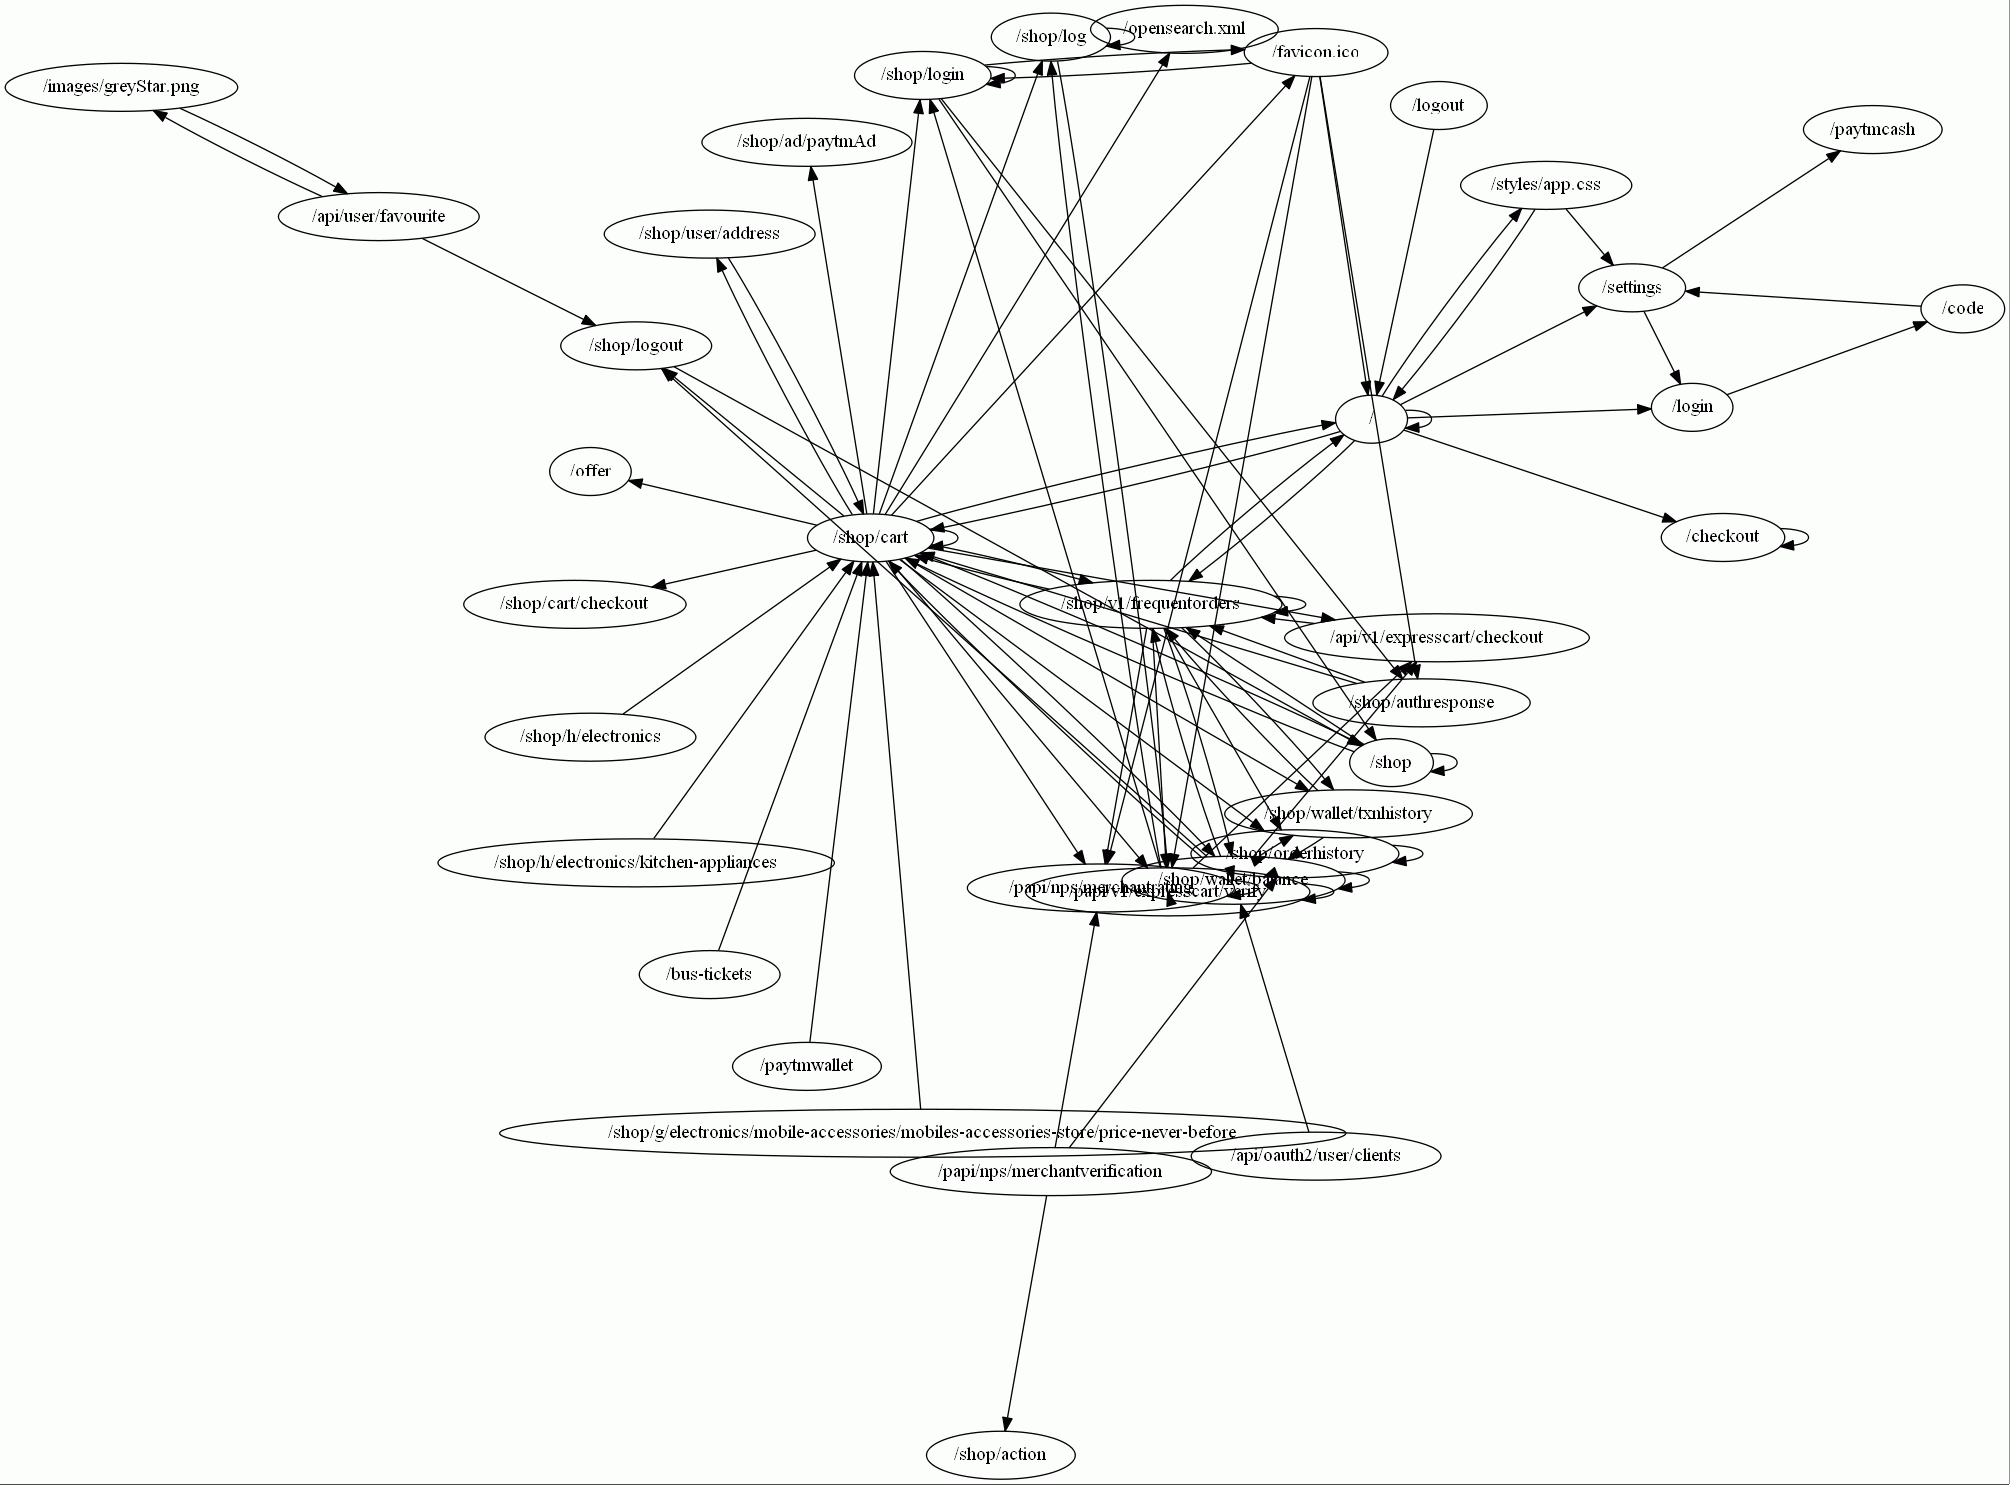 /opensearch.xml
/shop/log
/favicon.ico
/shop/login
/images/greyStar.png
/logout
/paytmcash
/shop/ad/paytmAd
/styles/app.css
/api/user/favourite
/shop/user/address
/settings
/code
/shop/logout
/login
/
/offer
/shop/cart
/checkout
/shop/cart/checkout
/shop/v1/frequentorders
/api/v1/expresscart/checkout
/shop/authresponse
/shop/h/electronics
/shop
/shop/wallet/txnhistory
/shop/orderhistory
/shop/h/electronics/kitchen-appliances
/shop/wallet/balance
/papi/nps/merchantrating
/papi/v1/expresscart/verify
/bus-tickets
/paytmwallet
/shop/g/electronics/mobile-accessories/mobiles-accessories-store/price-never-before
/api/oauth2/user/clients
/papi/nps/merchantverification
/shop/action